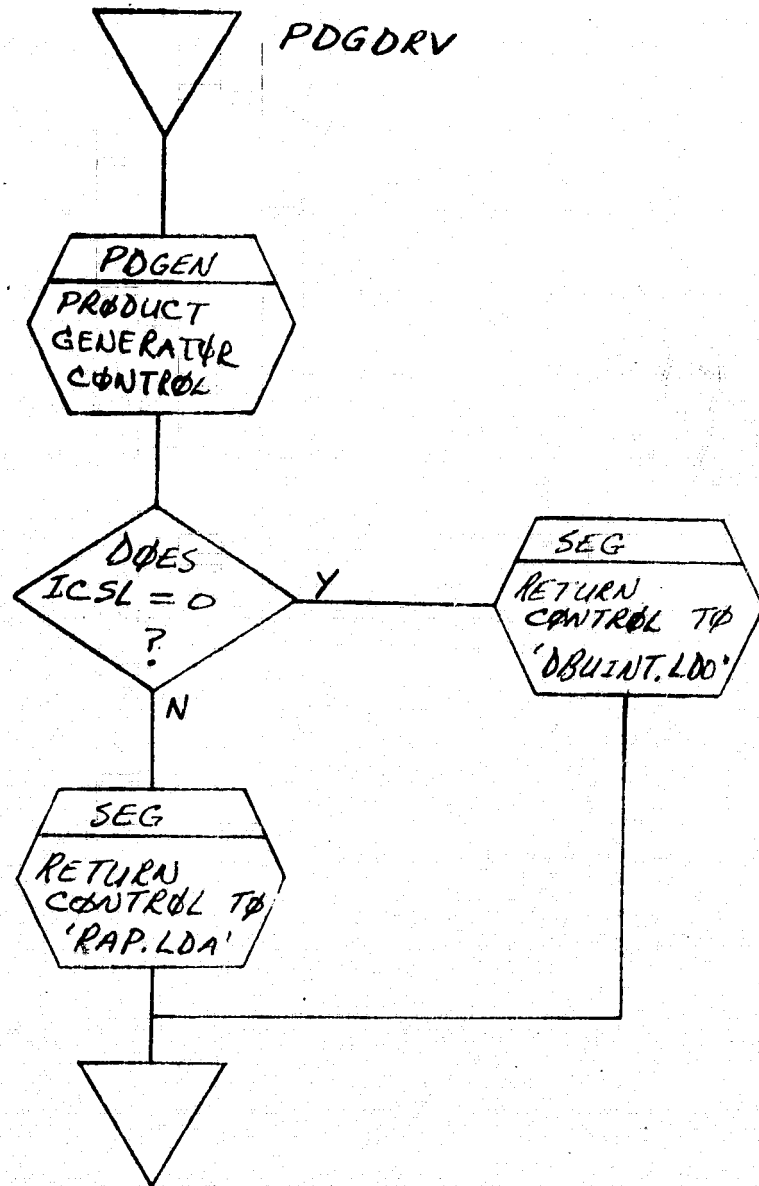 PDGDRV
PDGEN
PRØDUCT
GENERATØR
CØNTRØL
DØES
ICSL = 0
?
Y
N
SEG
RETURN
CØNTRØL TØ
'DBUINT.LDO'
SEG
RETURN
CØNTRØL TØ
'RAP.LDA'